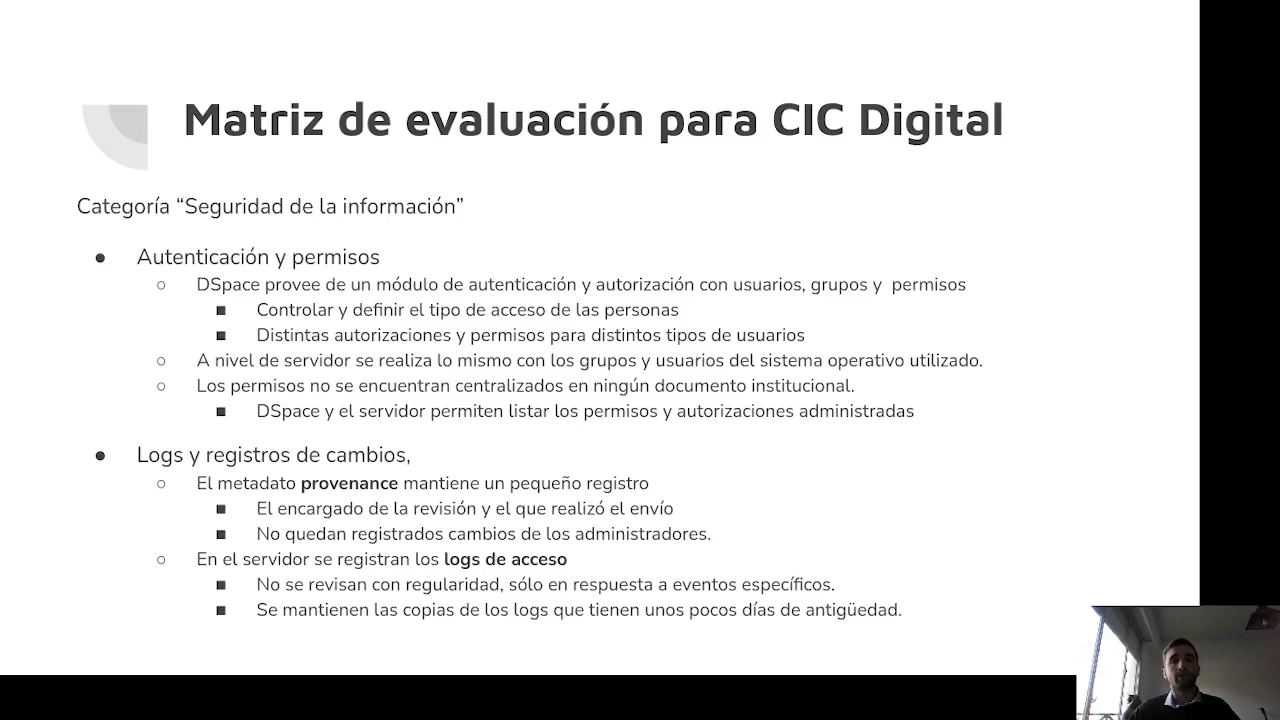 Matriz de evaluación para CIC Digital
Categoría “Seguridad de la información”
● Autenticación y permisos
○ DSpace provee de un módulo de autenticación y autorización con usuarios, grupos y permisos
■ Controlar y definir el tipo de acceso de las personas
■ Distintas autorizaciones y permisos para distintos tipos de usuarios
○ A nivel de servidor se realiza lo mismo con los grupos y usuarios del sistema operativo utilizado.
○ Los permisos no se encuentran centralizados en ningún documento institucional.
■ DSpace y el servidor permiten listar los permisos y autorizaciones administradas
● Logs y registros de cambios,
○ El metadato provenance mantiene un pequeño registro
■ El encargado de la revisión y el que realizó el envío
■ No quedan registrados cambios de los administradores.
○ En el servidor se registran los logs de acceso
■ No se revisan con regularidad, sólo en respuesta a eventos específicos.
■ Se mantienen las copias de los logs que tienen unos pocos días de antigüedad.